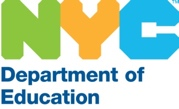 NYC
Department of
Education